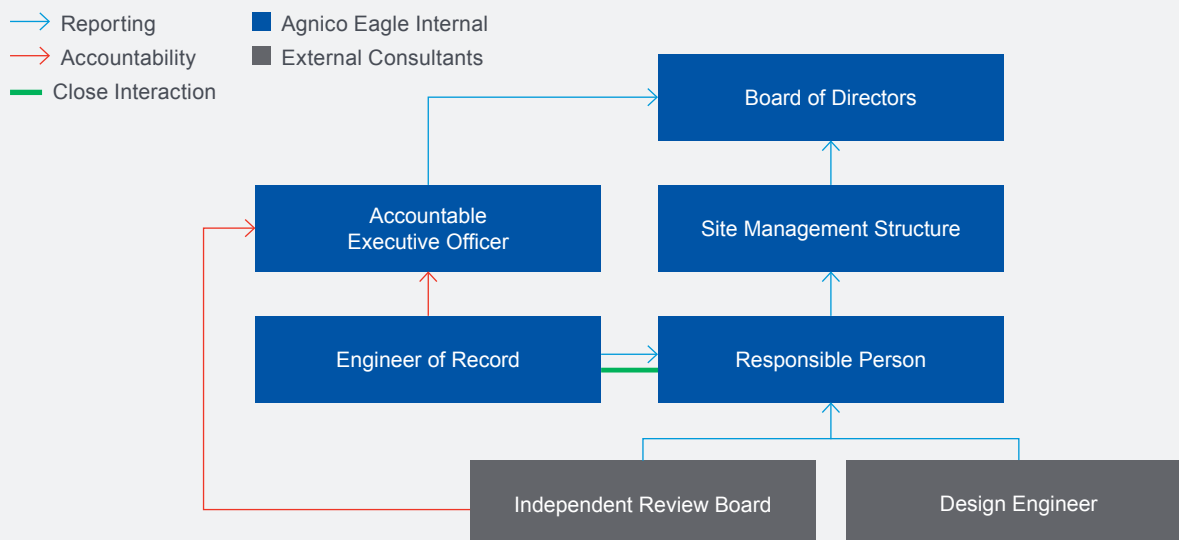 Reporting
Accountability
Close Interaction
Agnico Eagle Internal
External Consultants
Board of Directors
Accountable
Executive Officer
Site Management Structure
Engineer of Record
Responsible Person
Independent Review Board
Design Engineer